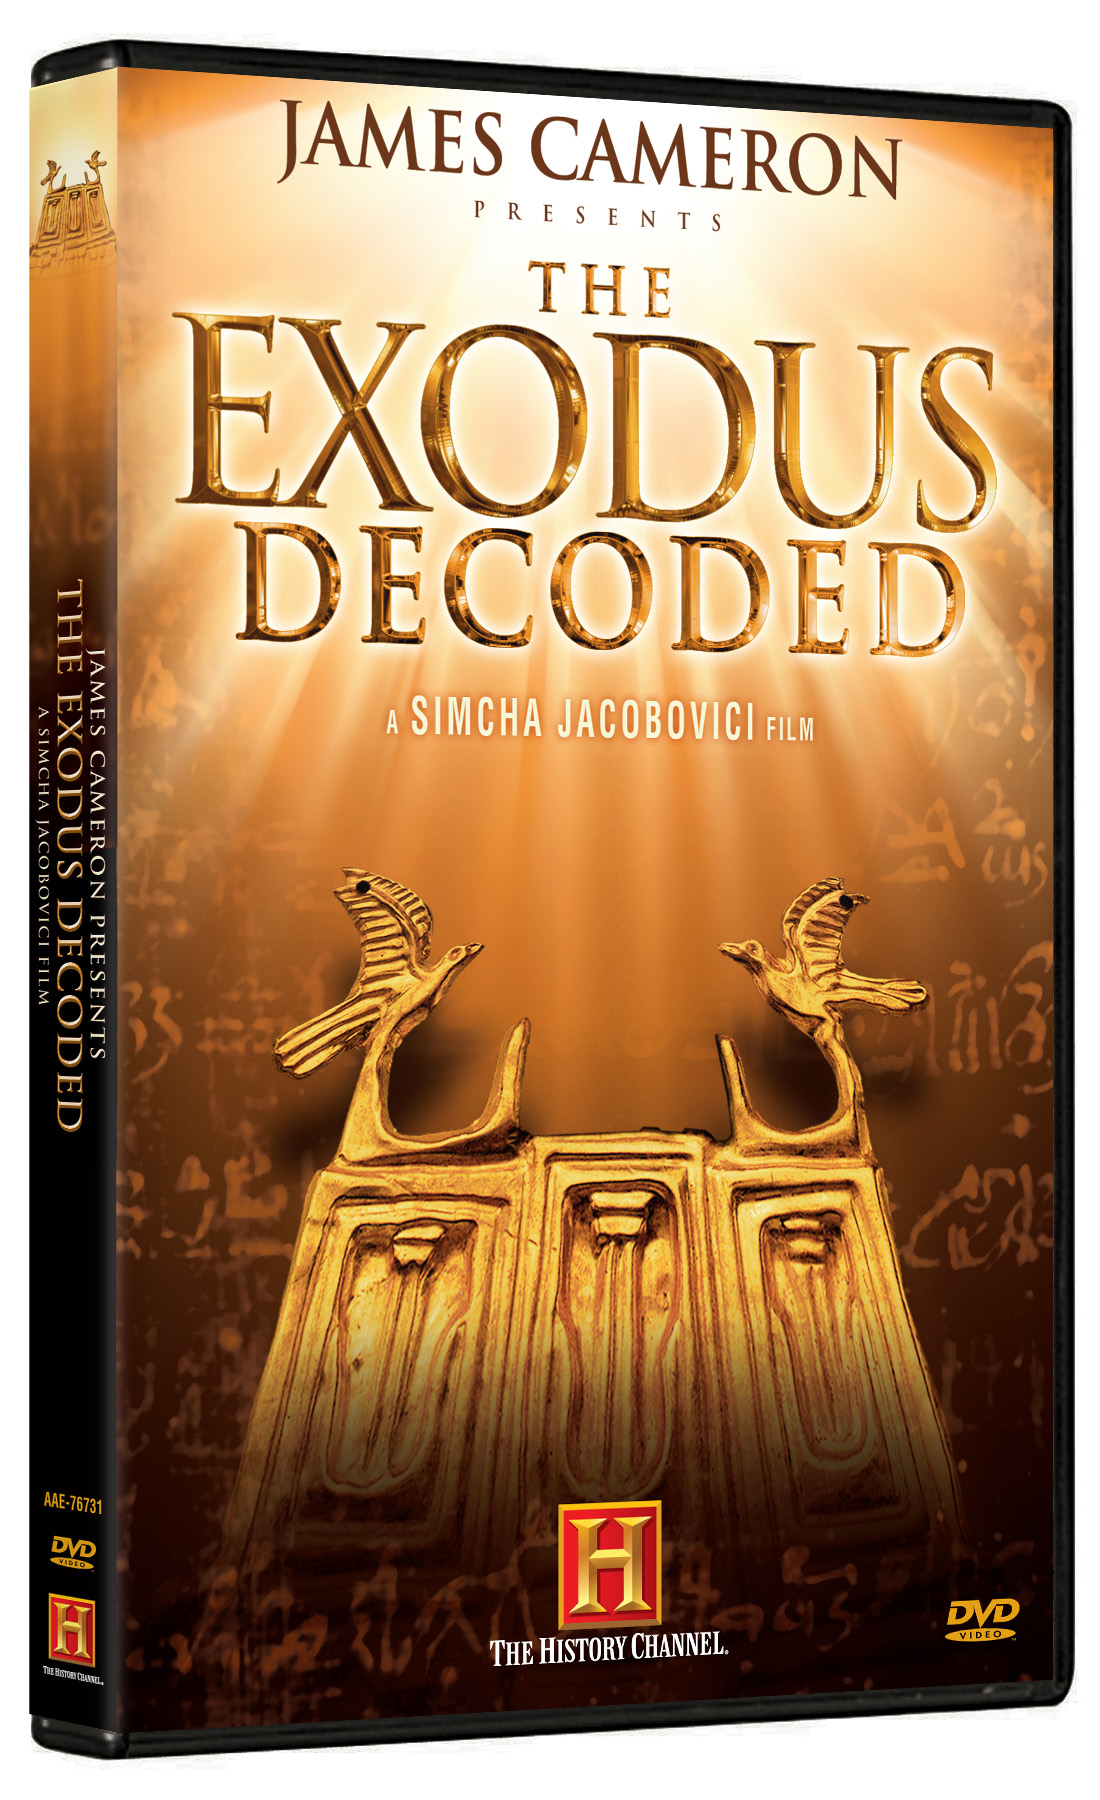 JAMES CAMERON
PRESENTS
THE
EXODUS
DECODED
A SIMCHA JACOBOVICI FILM
H
THE HISTORY CHANNEL.
DVD
VIDEO
JAMES CAMERON PRESENTS
THE EXODUS DECODED
A SIMCHA JACOBOVICI FILM
AAE-76731
DVD
VIDEO
H
THE HISTORY CHANNEL.